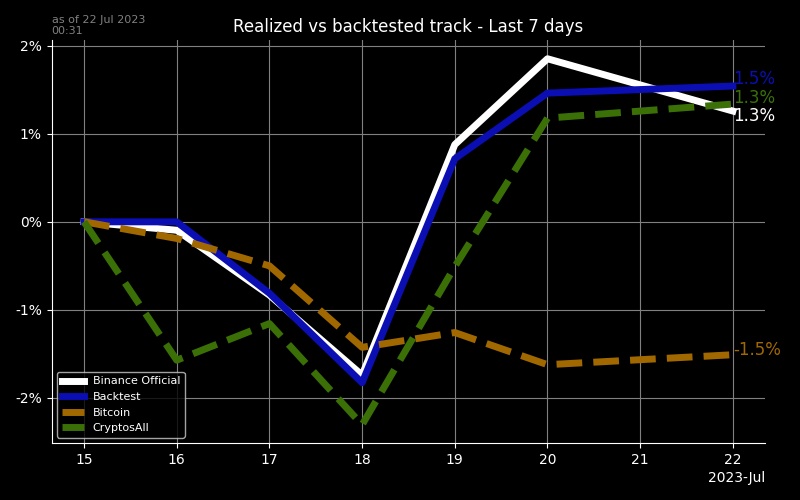 as of 22 Jul 2023
00:31
Realized vs backtested track - Last 7 days
2%
1%
0%
-1%
-2%
1.5%
1.3%
1.3%
-1.5%
Binance Official
Backtest
Bitcoin
CryptosAll
15 16 17 18 19 20 21 22
2023-Jul